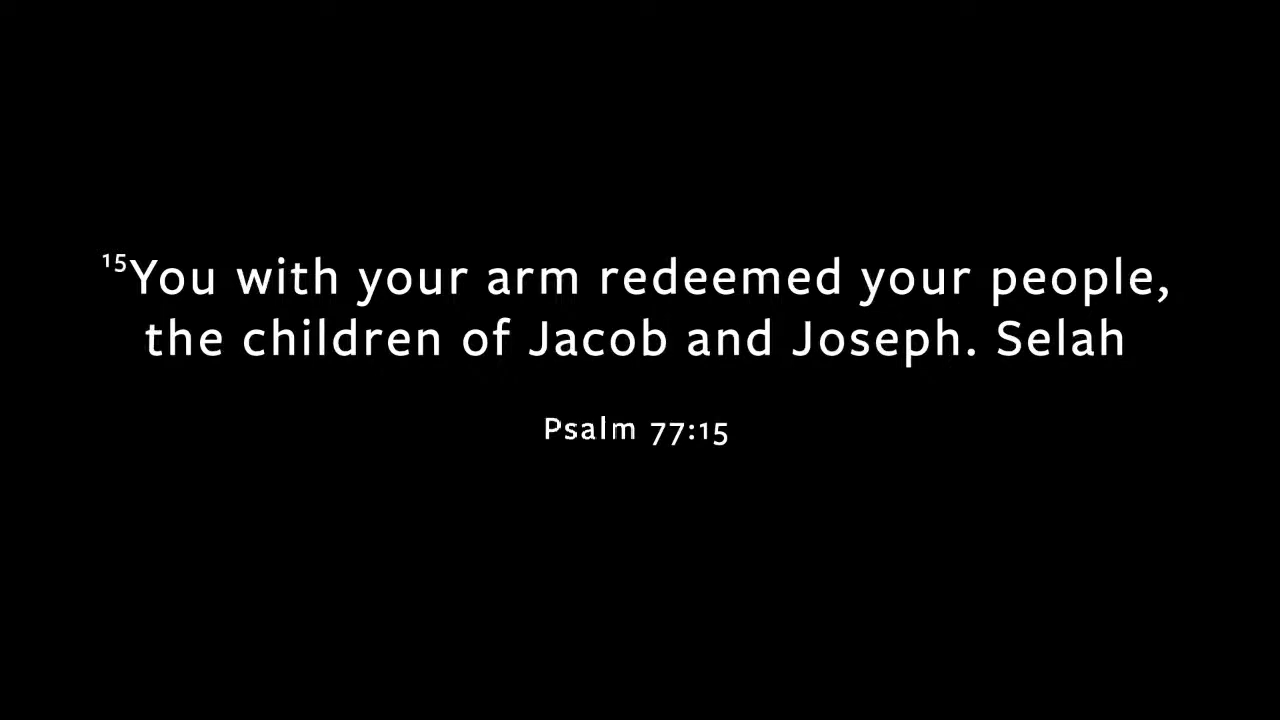 ¹⁵You with your arm redeemed your people,
the children of Jacob and Joseph. Selah
Psalm 77:15